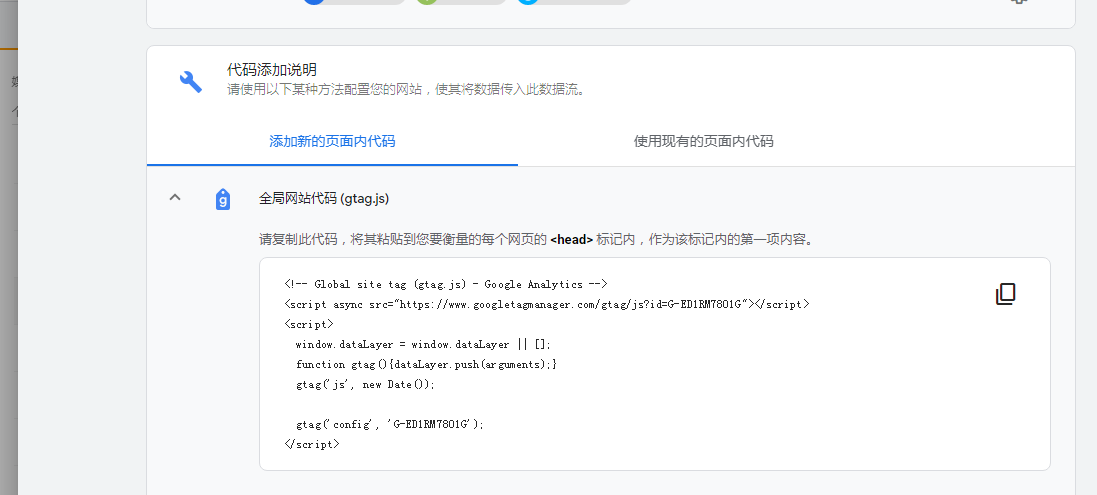 代码添加说明
请使用以下某种方法配置您的网站，使其将数据传入此数据流。
添加新的页面内代码
使用现有的页面内代码
g
全局网站代码 (gtag.js)
请复制此代码，将其粘贴到您要衡量的每个网页的 <head> 标记内，作为该标记内的第一项内容。
<!-- Global site tag (gtag.js) - Google Analytics -->
<script async src="https://www.googletagmanager.com/gtag/js?id=G-ED1RM7801G"></script>
<script>
  window.dataLayer = window.dataLayer || [];
  function gtag(){dataLayer.push(arguments);}
  gtag('js', new Date());
  gtag('config', 'G-ED1RM7801G');
</script>